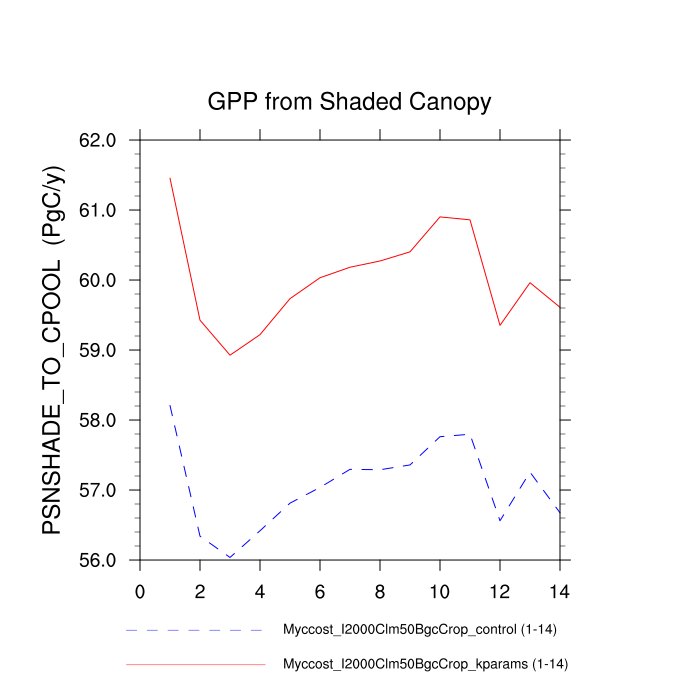 GPP from Shaded Canopy
PSNSHADE_TO_CPOOL (PgC/y)
62.0
61.0
60.0
59.0
58.0
57.0
56.0
0 2 4 6 8 10 12 14
Myccost_I2000Clm50BgcCrop_control (1-14)
Myccost_I2000Clm50BgcCrop_kparams (1-14)